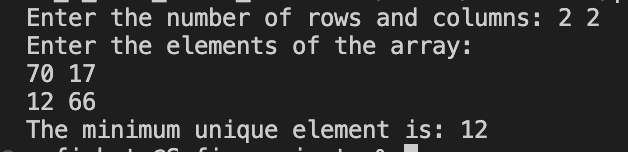 Enter the number of rows and columns: 2 2
Enter the elements of the array:
70 17
12 66
The minimum unique element is: 12